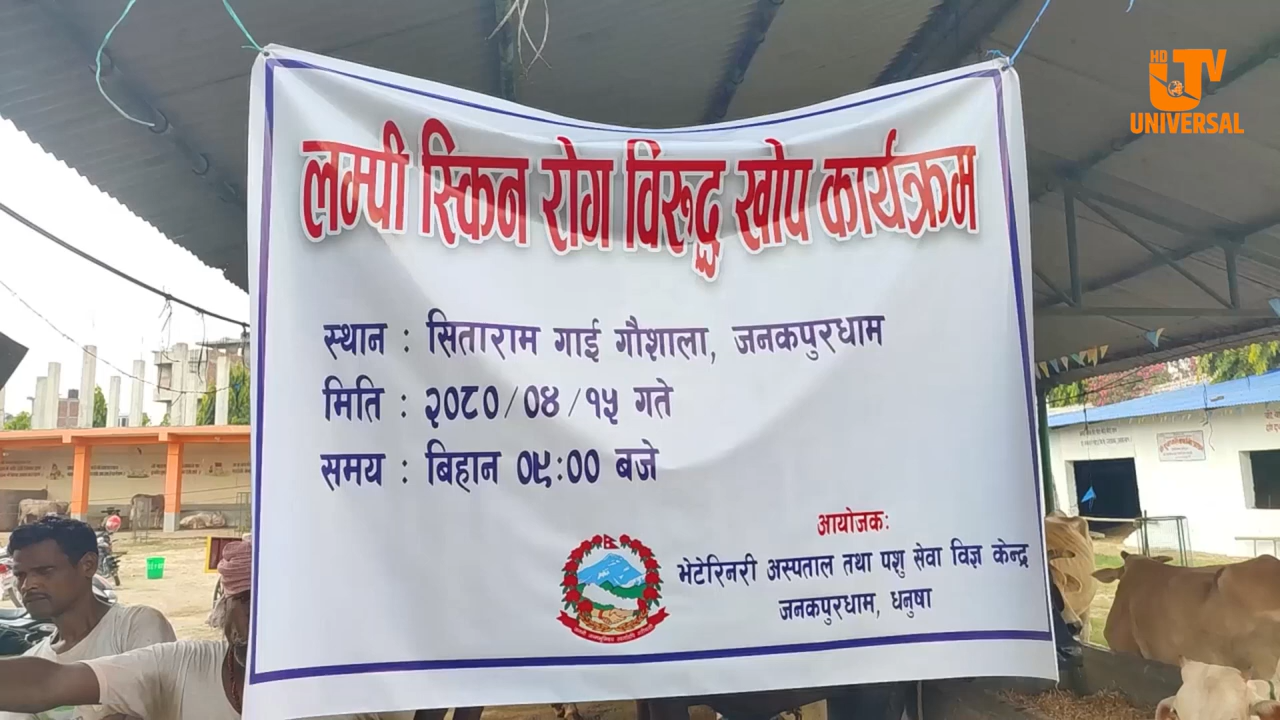 HD
UTV
UNIVERSAL
लम्पी स्किन रोग विरूद्ध खोप कार्यक्रम
स्थान : सिताराम गाई गौशाला, जनकपुरधाम
मिति : २०८०/०४/१५ गते
समय : बिहान ०९:०० बजे
आयोजक:
भेटेरिनरी अस्पताल तथा पशु सेवा विज्ञ केन्द्र
जनकपुरधाम, धनुषा